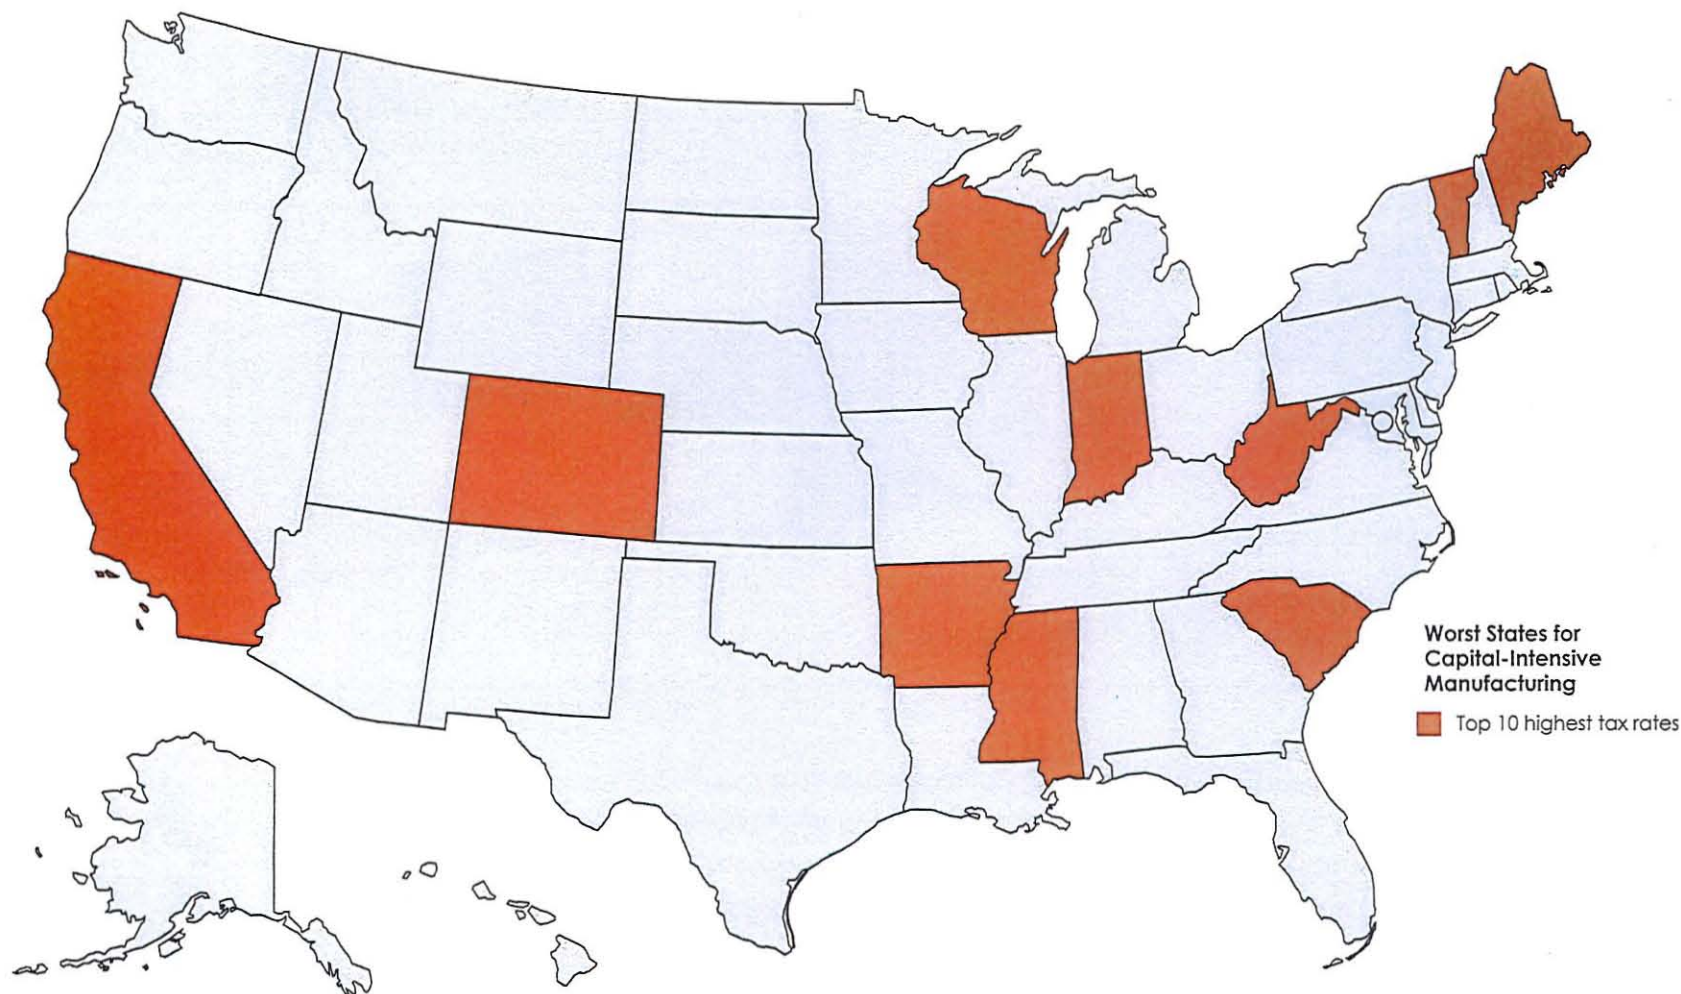 Worst States for
Capital-Intensive
Manufacturing
Top 10 highest tax rates